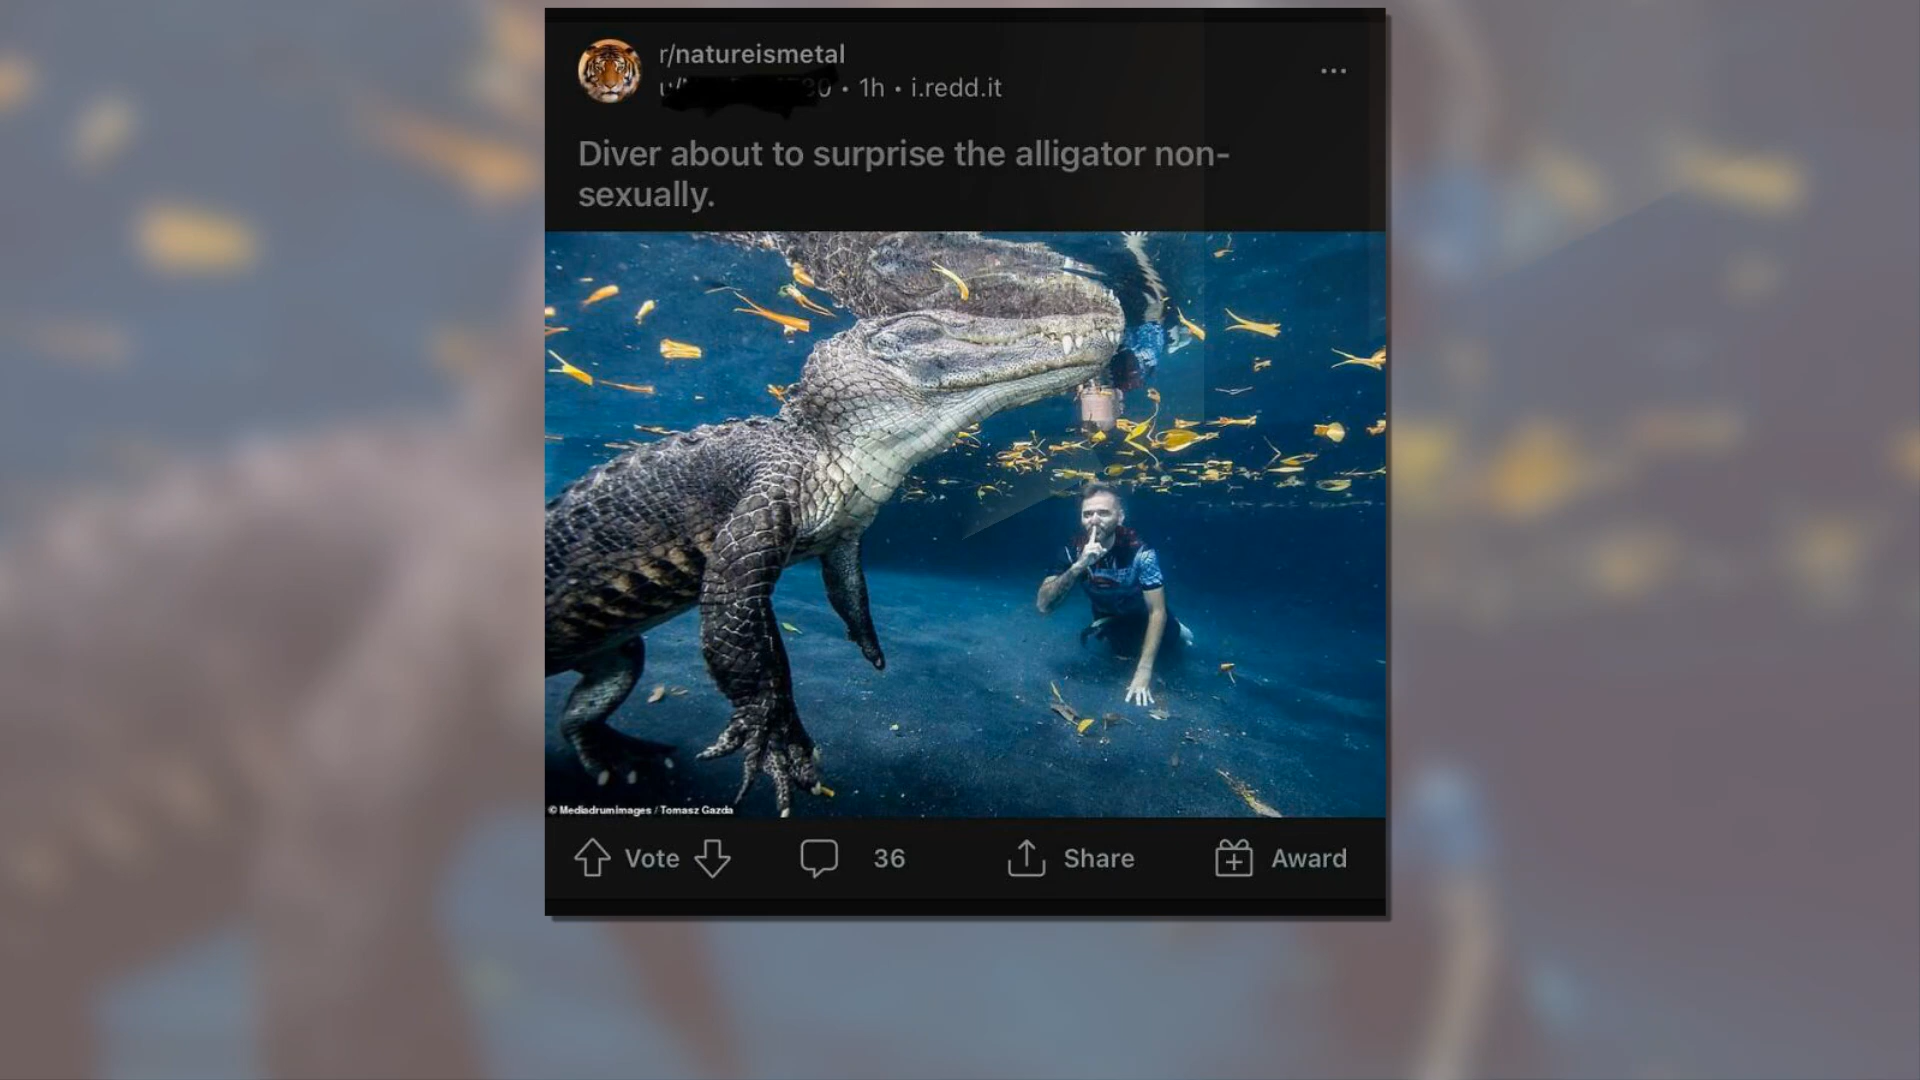 r/natureismetal
• 1h • i.redd.it
Diver about to surprise the alligator non-
sexually.
© Mediadrumimages / Tomasz Gazda
Vote
36
Share
Award